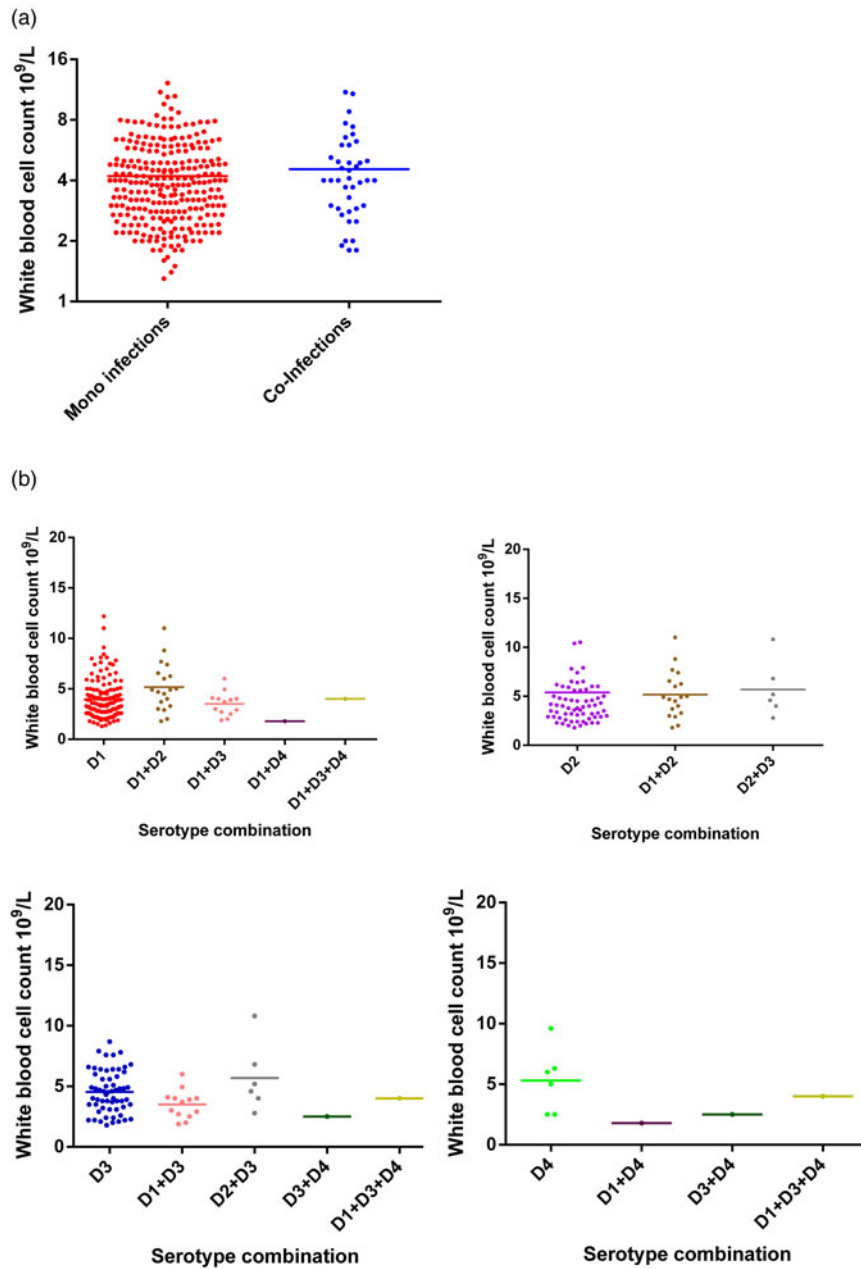 (a)
White blood cell count 10⁹/L
16
8
4
2
1
Mono infections
Co-Infections
(b)
White blood cell count 10⁹/L
20
15
10
5
0
D1
D1+D2
D1+D3
D1+D4
D1+D3+D4
Serotype combination
White blood cell count 10⁹/L
20
15
10
5
0
D2
D1+D2
D2+D3
Serotype combination
White blood cell count 10⁹/L
20
15
10
5
0
D3
D1+D3
D2+D3
D3+D4
D1+D3+D4
Serotype combination
White blood cell count 10⁹/L
20
15
10
5
0
D4
D1+D4
D3+D4
D1+D3+D4
Serotype combination